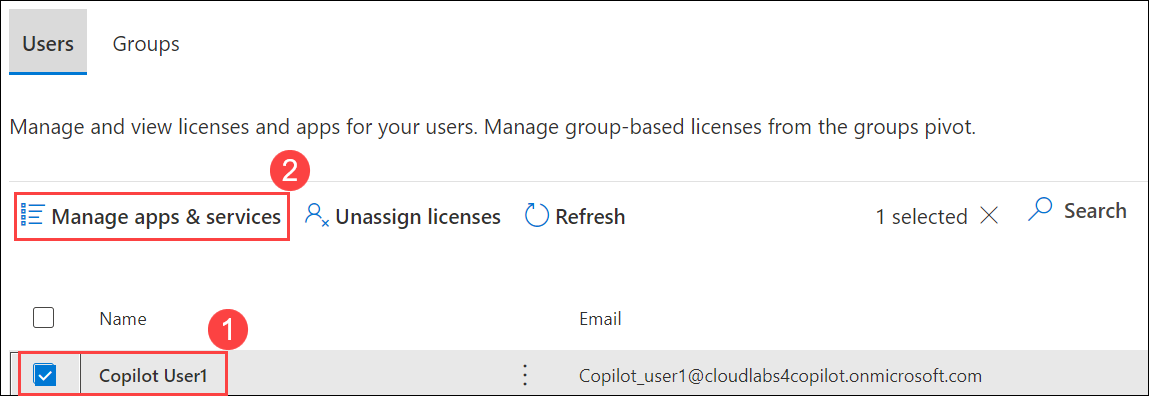 Users Groups
Manage and view licenses and apps for your users. Manage group-based licenses from the groups pivot.
2
Manage apps & services Unassign licenses Refresh 1 selected Search
Name Email
1
Copilot User1 Copilot_user1@cloudlabs4copilot.onmicrosoft.com